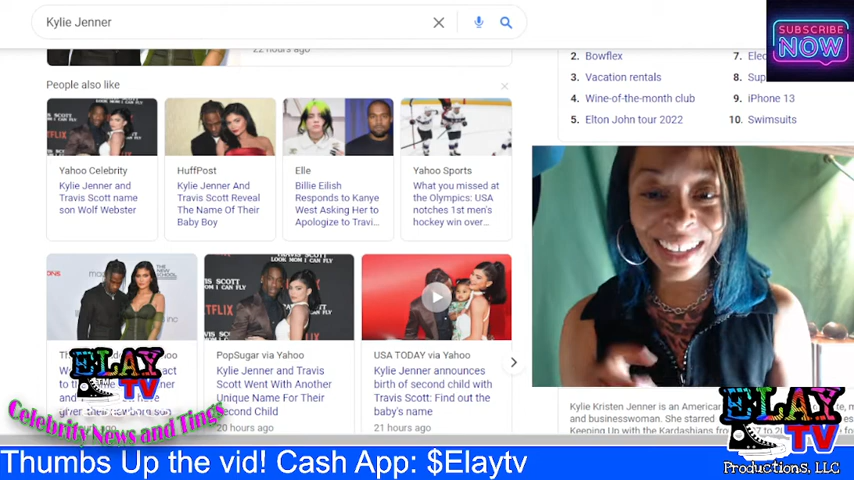 Kylie Jenner
SUBSCRIBE
NOW
22 hours ago
People also like
2. Bowflex
3. Vacation rentals
4. Wine-of-the-month club
5. Elton John tour 2022
7. Elec
8. Sup
9. iPhone 13
10. Swimsuits
Yahoo Celebrity
Kylie Jenner and
Travis Scott name
son Wolf Webster
HuffPost
Kylie Jenner And
Travis Scott Reveal
The Name Of Their
Baby Boy
Elle
Billie Eilish
Responds to Kanye
West Asking Her to
Apologize to Travi...
Yahoo Sports
What you missed at
the Olympics: USA
notches 1st men's
hockey win over...
PopSugar via Yahoo
Kylie Jenner and Travis
Scott Went With Another
Unique Name For Their
Second Child
20 hours ago
USA TODAY via Yahoo
Kylie Jenner announces
birth of second child with
Travis Scott: Find out the
baby's name
21 hours ago
Kylie Kristen Jenner is an American
and businesswoman. She starred
Keeping Up with the Kardashians
ELAY
TV
Celebrity News and Tings
ELAY
TV
Productions, LLC
Thumbs Up the vid! Cash App: $Elaytv